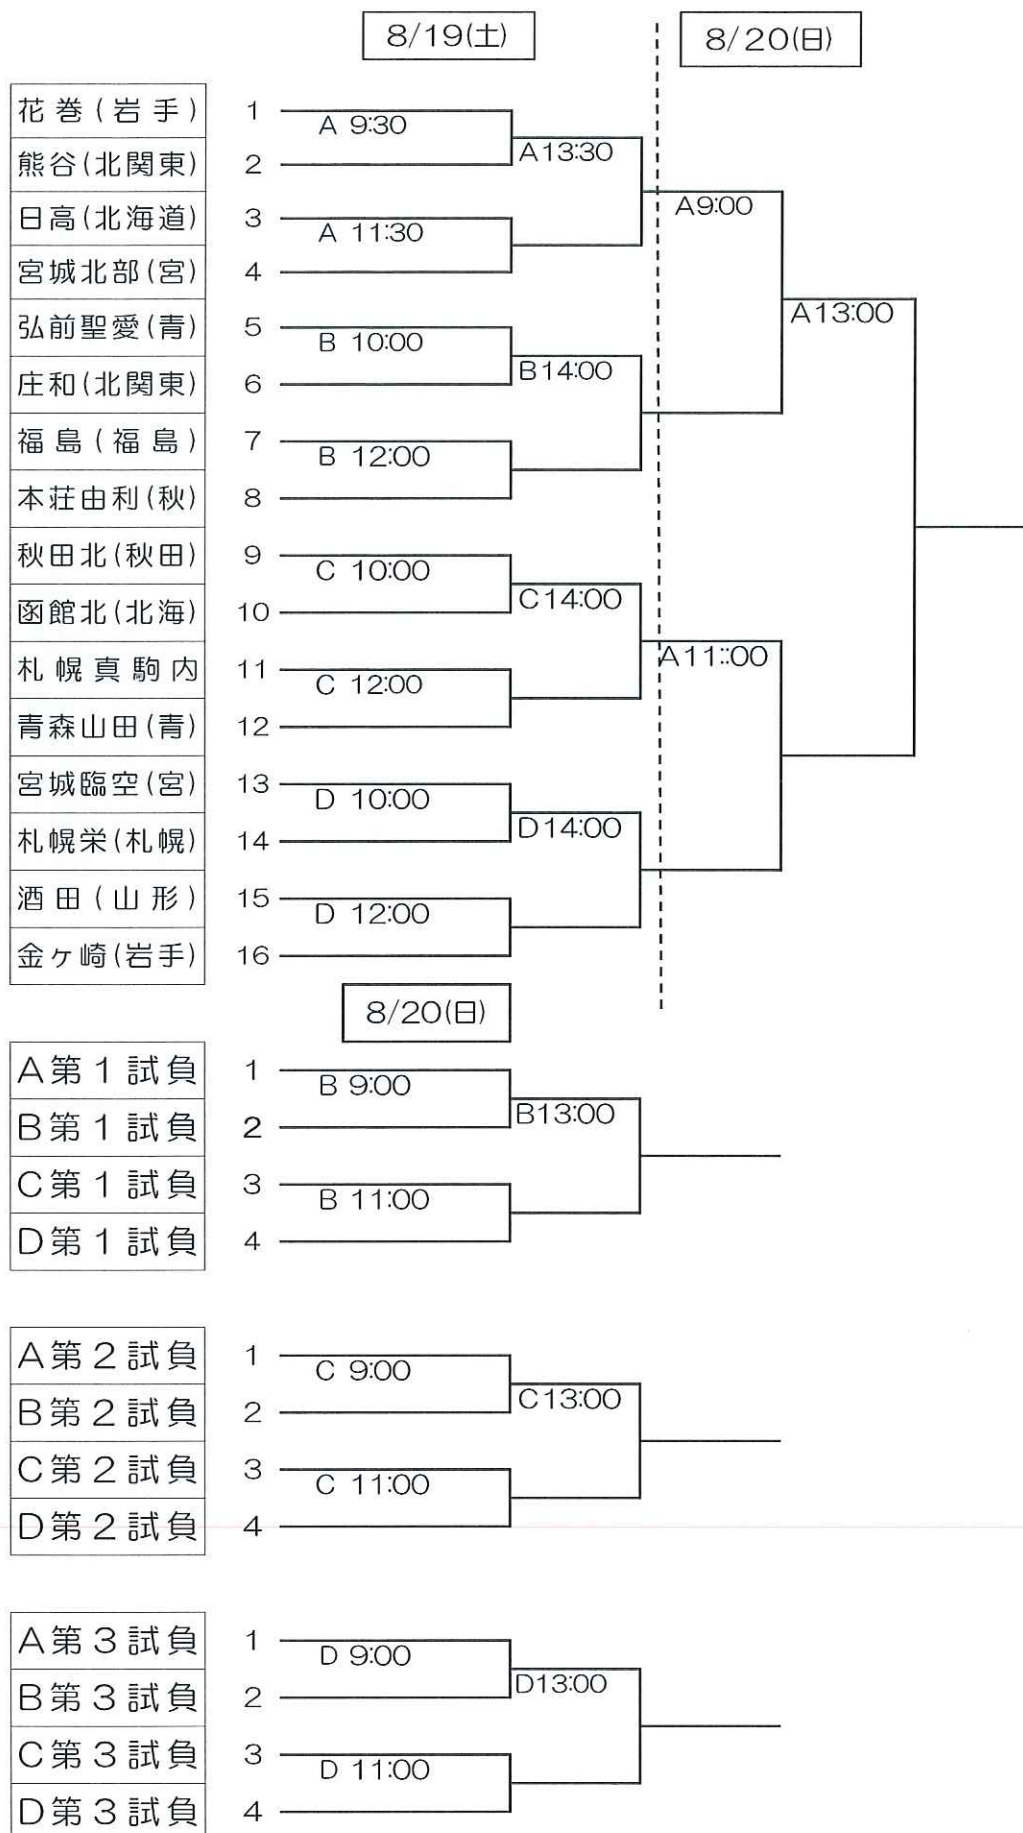 8/19(土) 8/20(日)
花巻(岩手) 1
A 9:30
A13:30
熊谷(北関東) 2
A9:00
日高(北海道) 3
A 11:30
宮城北部(宮) 4
A13:00
弘前聖愛(青) 5
B 10:00
B14:00
庄和(北関東) 6
福島(福島) 7
B 12:00
本荘由利(秋) 8
秋田北(秋田) 9
C 10:00
C14:00
函館北(北海) 10
A11::00
札幌真駒内 11
C 12:00
青森山田(青) 12
宮城臨空(宮) 13
D 10:00
D14:00
札幌栄(札幌) 14
酒田(山形) 15
D 12:00
金ヶ崎(岩手) 16
8/20(日)
A第1試負 1
B 9:00
B13:00
B第1試負 2
C第1試負 3
B 11:00
D第1試負 4
A第2試負 1
C 9:00
C13:00
B第2試負 2
C第2試負 3
C 11:00
D第2試負 4
A第3試負 1
D 9:00
D13:00
B第3試負 2
C第3試負 3
D 11:00
D第3試負 4